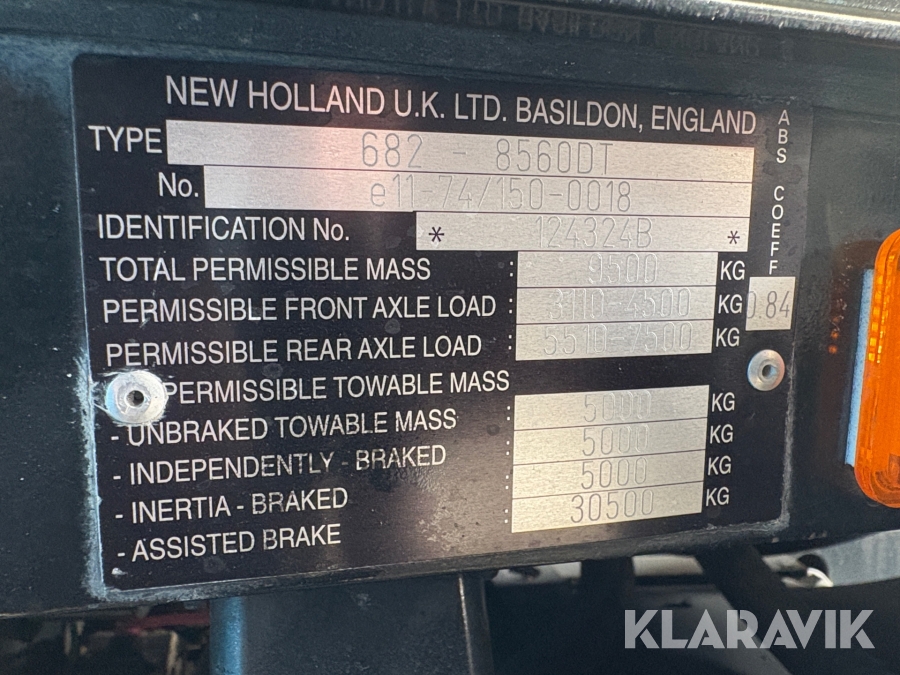 NEW HOLLAND U.K. LTD. BASILDON, ENGLAND
TYPE 682 - 8560DT
No. e11-74/150-0018
IDENTIFICATION No. * 124324B *
TOTAL PERMISSIBLE MASS : 9500 KG
PERMISSIBLE FRONT AXLE LOAD : 3110-4500 KG
PERMISSIBLE REAR AXLE LOAD : 5510-7500 KG
PERMISSIBLE TOWABLE MASS
- UNBRAKED TOWABLE MASS : 5000 KG
- INDEPENDENTLY - BRAKED : 5000 KG
- INERTIA - BRAKED : 5000 KG
- ASSISTED BRAKE 30500 KG
ABS COEFF
0.84
KLARAVIK